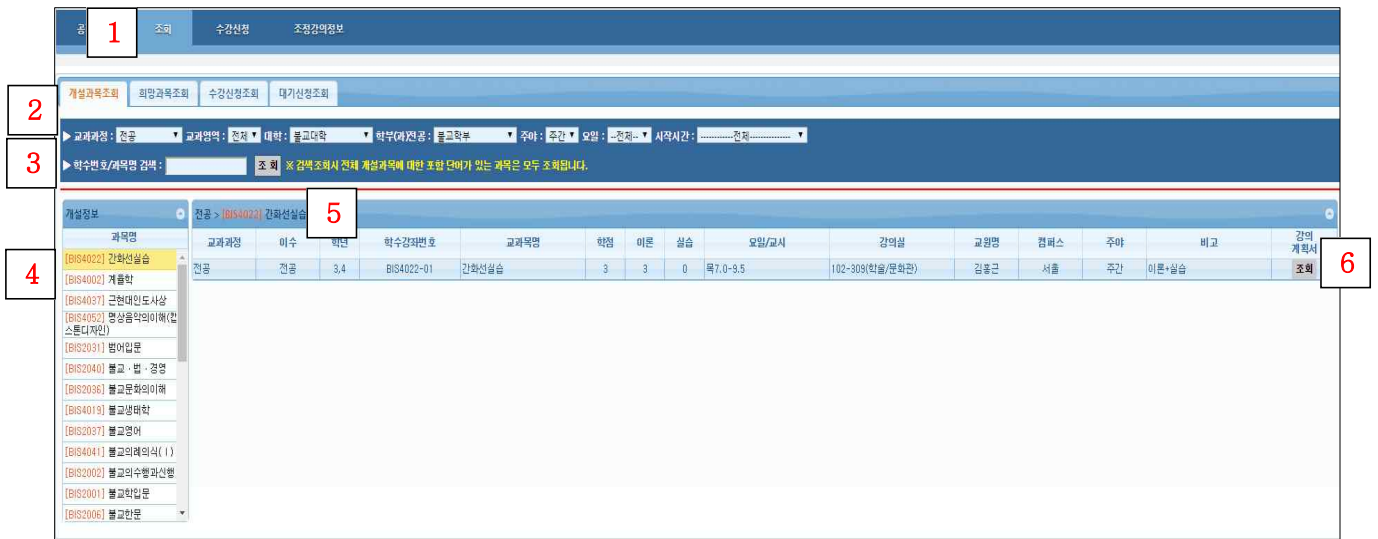 1
공
조회
수강신청
조정강의정보
2
개설과목조회
희망과목조회
수강신청조회
대기신청조회
▶ 교과과정 : 전공 교과영역 : 전체 대학 : 불교대학 학부(과)전공 : 불교학부 주야 : 주간 요일 : --전체-- 시작시간 : ------------전체---------------
3
▶ 학수번호/과목명 검색 : 조 회 ※ 검색조회시 전체 개설과목에 대한 포함 단어가 있는 과목은 모두 조회됩니다.
개설정보
전공 > [BIS4022] 간화선실습
5
과목명
교과과정 이수 학년 학수강좌번호 교과목명 학점 이론 실습 요일/교시 강의실 교원명 캠퍼스 주야 비고 강의
계획서
4
전공 전공 3,4 BIS4022-01 간화선실습 3 3 0 목7.0-9.5 102-309(학술/문화관) 김홍근 서울 주간 이론+실습 조회
6
[BIS4022] 간화선실습
[BIS4002] 계율학
[BIS4037] 근현대인도사상
[BIS4052] 명상음악의이해(캡
스톤디자인)
[BIS2031] 범어입문
[BIS2040] 불교 · 법 · 경영
[BIS2036] 불교문화의이해
[BIS4019] 불교생태학
[BIS2037] 불교영어
[BIS4041] 불교의례의식(Ⅰ)
[BIS2002] 불교의수행과신행
[BIS2001] 불교학입문
[BIS2006] 불교한문